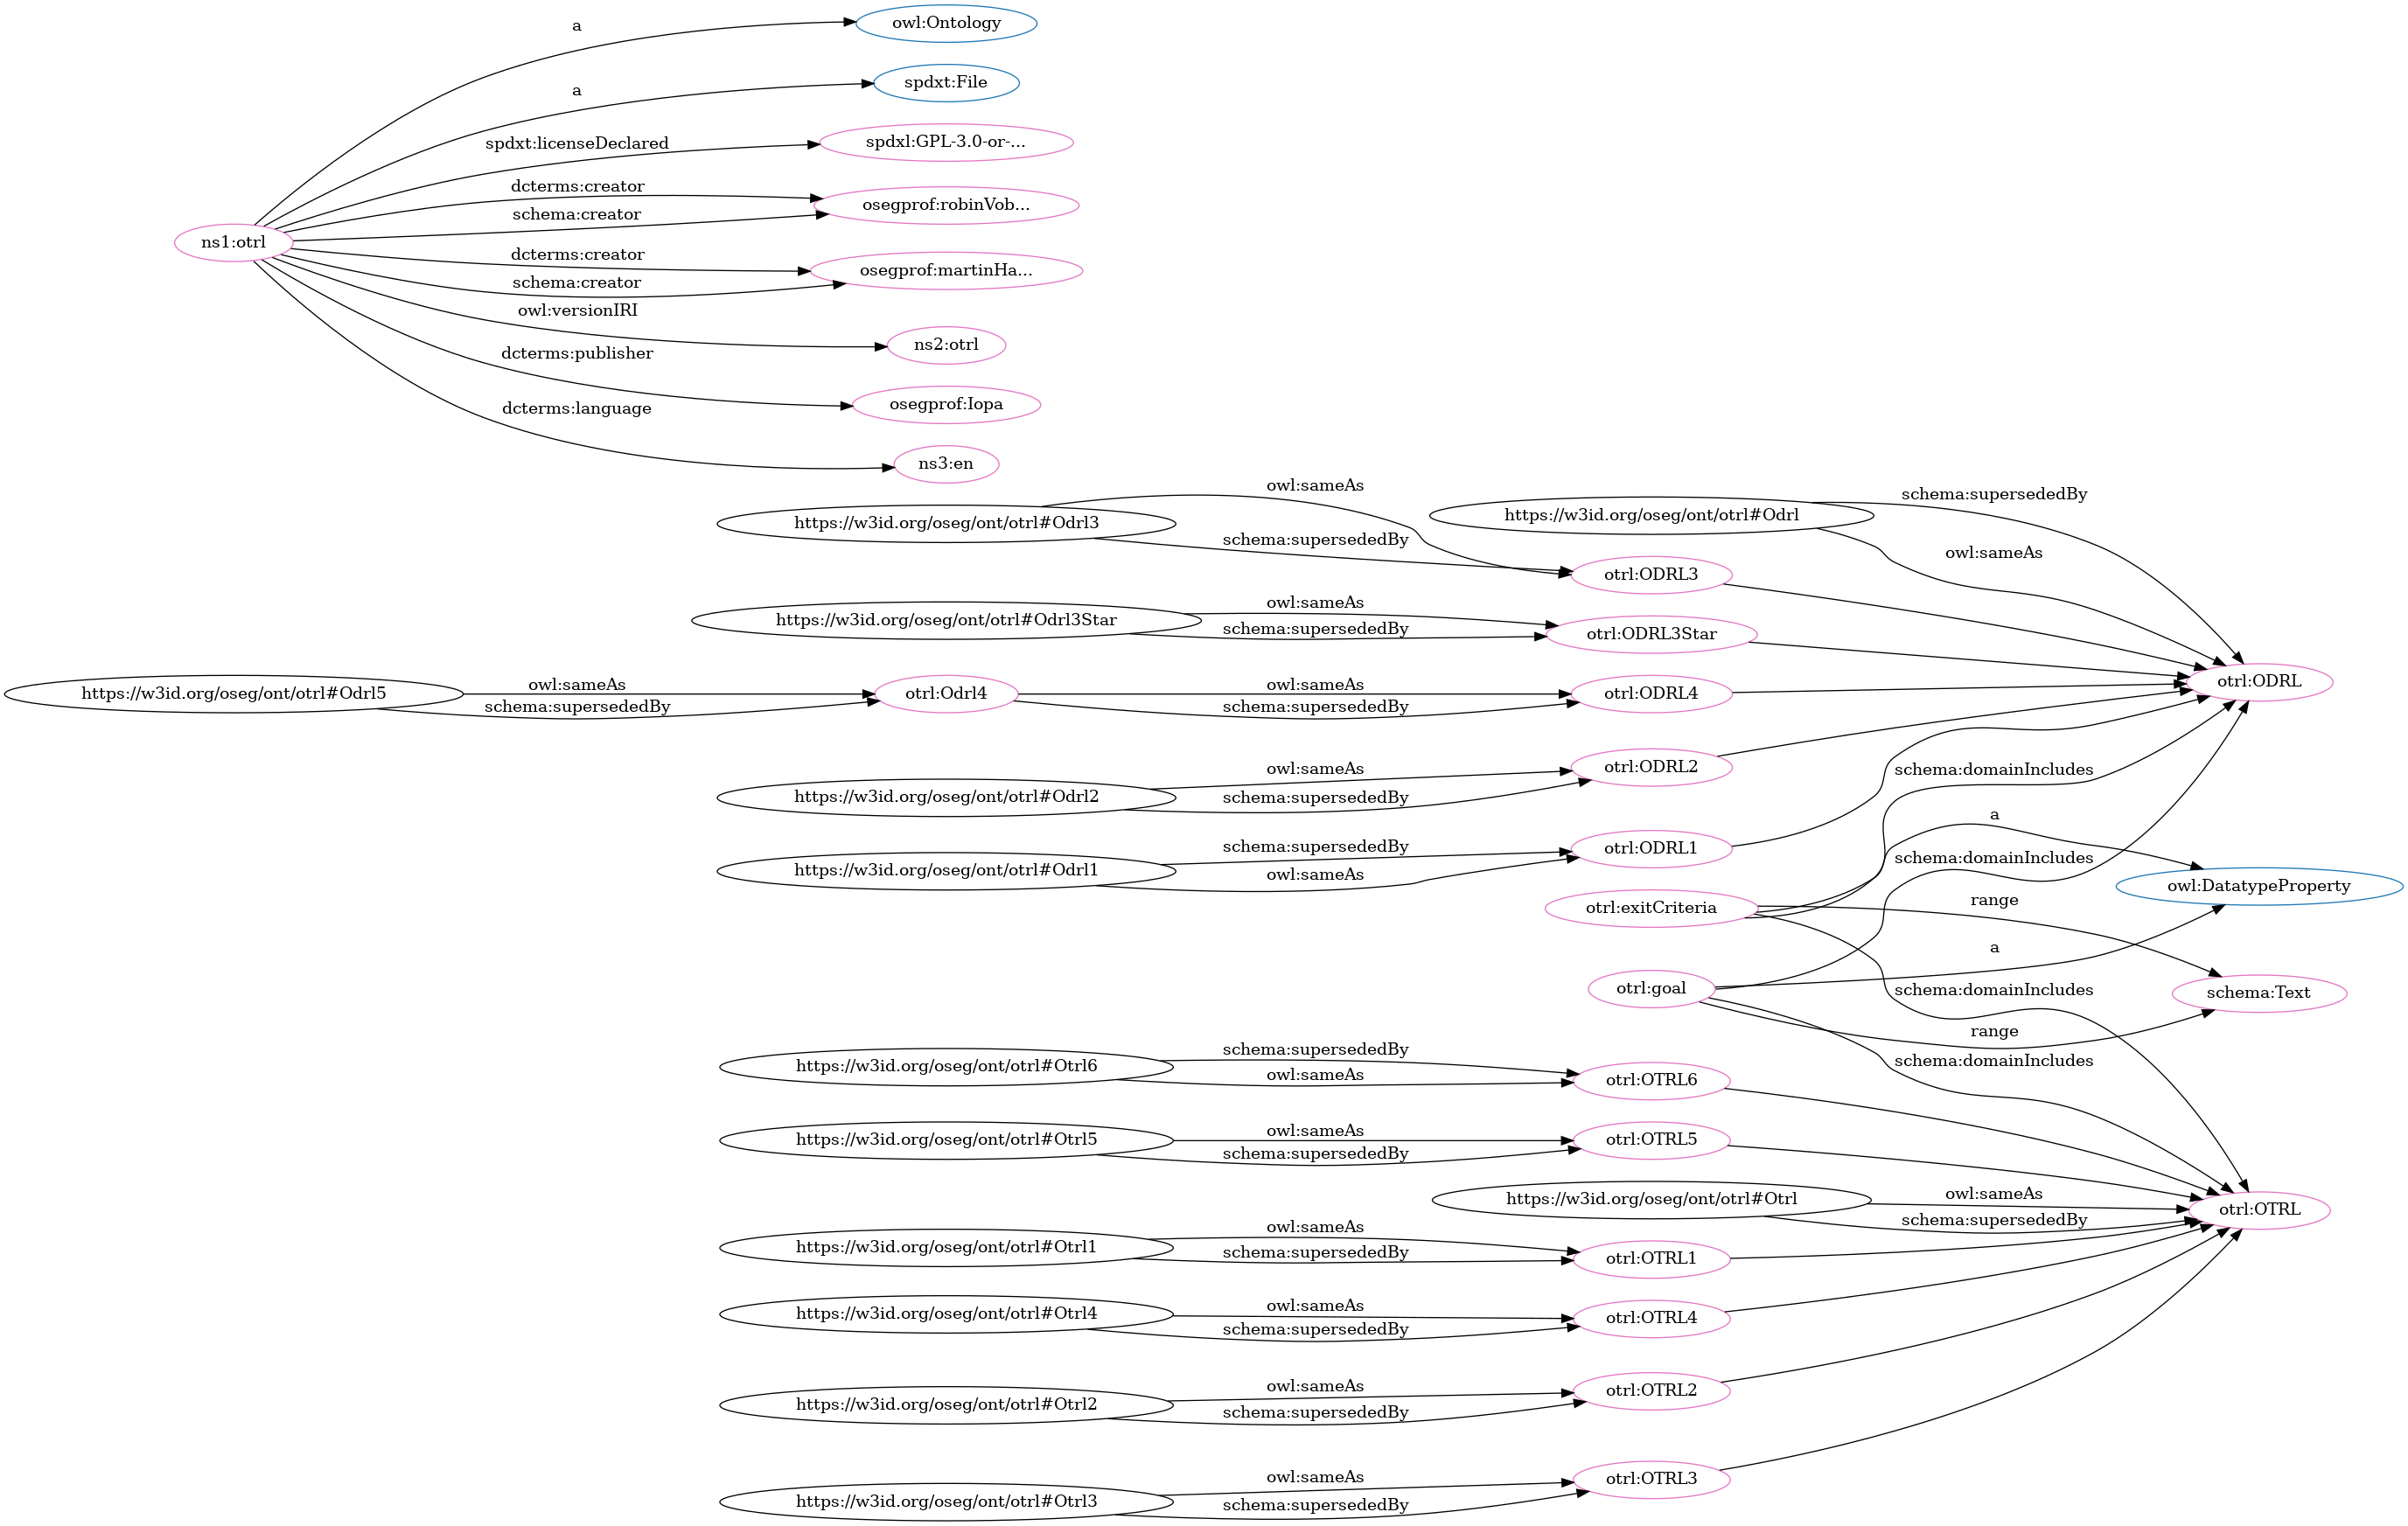 a
owl:Ontology
a
spdxt:File
spdxt:licenseDeclared
spdxl:GPL-3.0-or-...
dcterms:creator
osegprof:robinVob...
schema:creator
ns1:otrl
dcterms:creator
osegprof:martinHa...
schema:creator
owl:versionIRI
ns2:otrl
dcterms:publisher
osegprof:Iopa
dcterms:language
ns3:en
owl:sameAs
https://w3id.org/oseg/ont/otrl#Odrl3
schema:supersededBy
https://w3id.org/oseg/ont/otrl#Odrl
schema:supersededBy
owl:sameAs
otrl:ODRL3
owl:sameAs
https://w3id.org/oseg/ont/otrl#Odrl3Star
schema:supersededBy
otrl:ODRL3Star
otrl:ODRL
https://w3id.org/oseg/ont/otrl#Odrl5
owl:sameAs
schema:supersededBy
otrl:Odrl4
owl:sameAs
schema:supersededBy
otrl:ODRL4
https://w3id.org/oseg/ont/otrl#Odrl2
owl:sameAs
schema:supersededBy
otrl:ODRL2
schema:domainIncludes
https://w3id.org/oseg/ont/otrl#Odrl1
schema:supersededBy
owl:sameAs
otrl:ODRL1
a
schema:domainIncludes
owl:DatatypeProperty
otrl:exitCriteria
range
a
otrl:goal
schema:domainIncludes
schema:Text
range
schema:domainIncludes
https://w3id.org/oseg/ont/otrl#Otrl6
schema:supersededBy
owl:sameAs
otrl:OTRL6
https://w3id.org/oseg/ont/otrl#Otrl5
owl:sameAs
schema:supersededBy
otrl:OTRL5
https://w3id.org/oseg/ont/otrl#Otrl
owl:sameAs
schema:supersededBy
otrl:OTRL
https://w3id.org/oseg/ont/otrl#Otrl1
owl:sameAs
schema:supersededBy
otrl:OTRL1
https://w3id.org/oseg/ont/otrl#Otrl4
owl:sameAs
schema:supersededBy
otrl:OTRL4
https://w3id.org/oseg/ont/otrl#Otrl2
owl:sameAs
schema:supersededBy
otrl:OTRL2
https://w3id.org/oseg/ont/otrl#Otrl3
owl:sameAs
schema:supersededBy
otrl:OTRL3